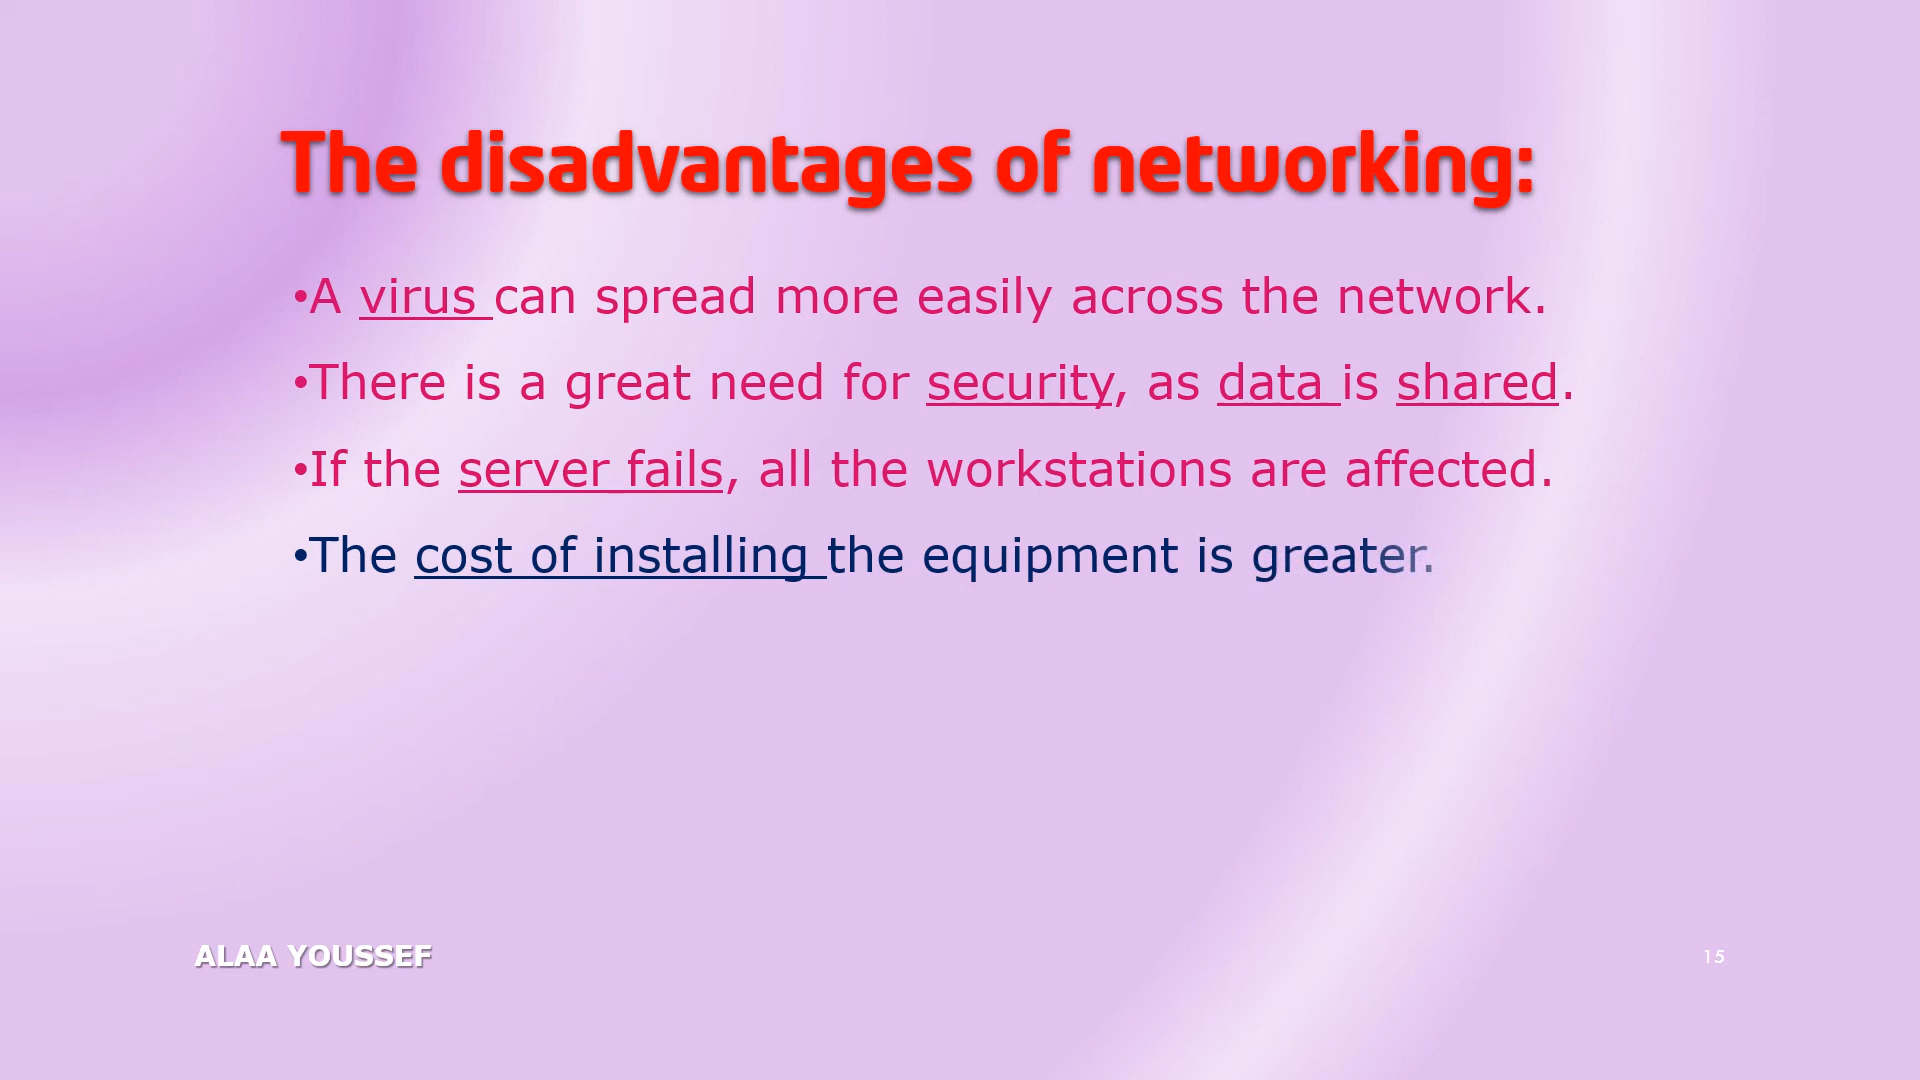 The disadvantages of networking:
•A virus can spread more easily across the network.
•There is a great need for security, as data is shared.
•If the server fails, all the workstations are affected.
•The cost of installing the equipment is greater.
ALAA YOUSSEF
15